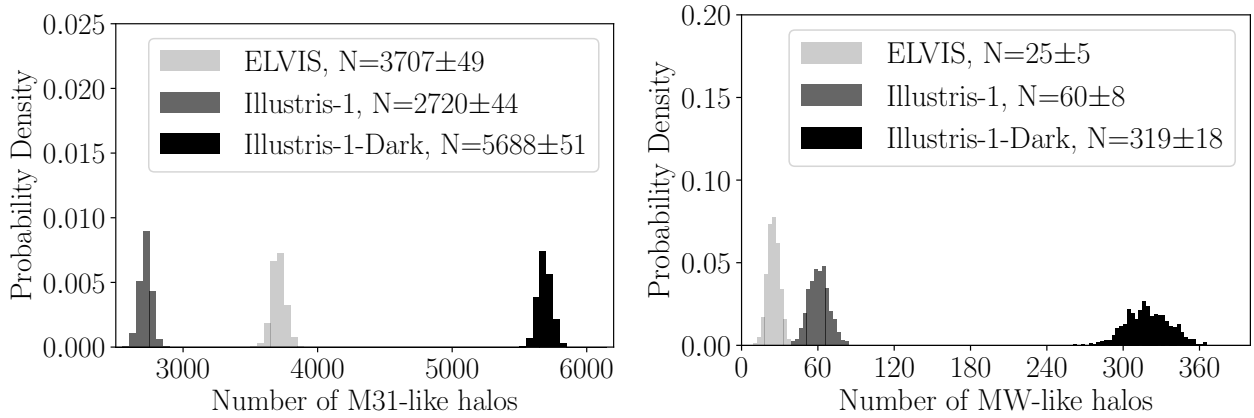 0.025
0.020
0.015
0.010
0.005
0.000
Probability Density
ELVIS, N=3707±49
Illustris-1, N=2720±44
Illustris-1-Dark, N=5688±51
3000 4000 5000 6000
Number of M31-like halos
0.20
0.15
0.10
0.05
0.00
Probability Density
ELVIS, N=25±5
Illustris-1, N=60±8
Illustris-1-Dark, N=319±18
0 60 120 180 240 300 360
Number of MW-like halos